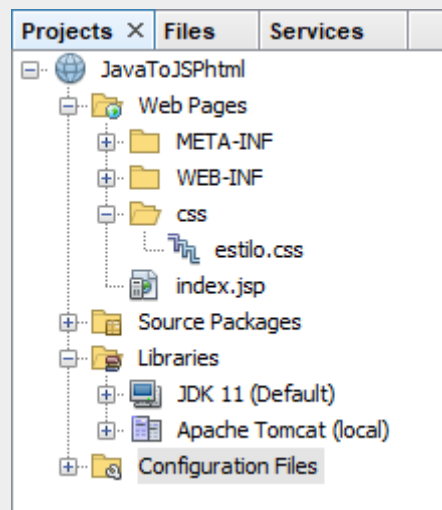 Projects Files Services
JavaToJSPhtml
Web Pages
META-INF
WEB-INF
css
estilo.css
index.jsp
Source Packages
Libraries
JDK 11 (Default)
Apache Tomcat (local)
Configuration Files